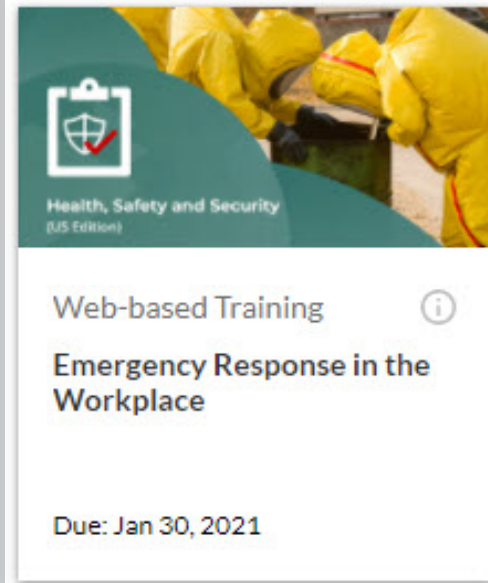 Health, Safety and Security
(US Edition)
Web-based Training
Emergency Response in the
Workplace
Due: Jan 30, 2021